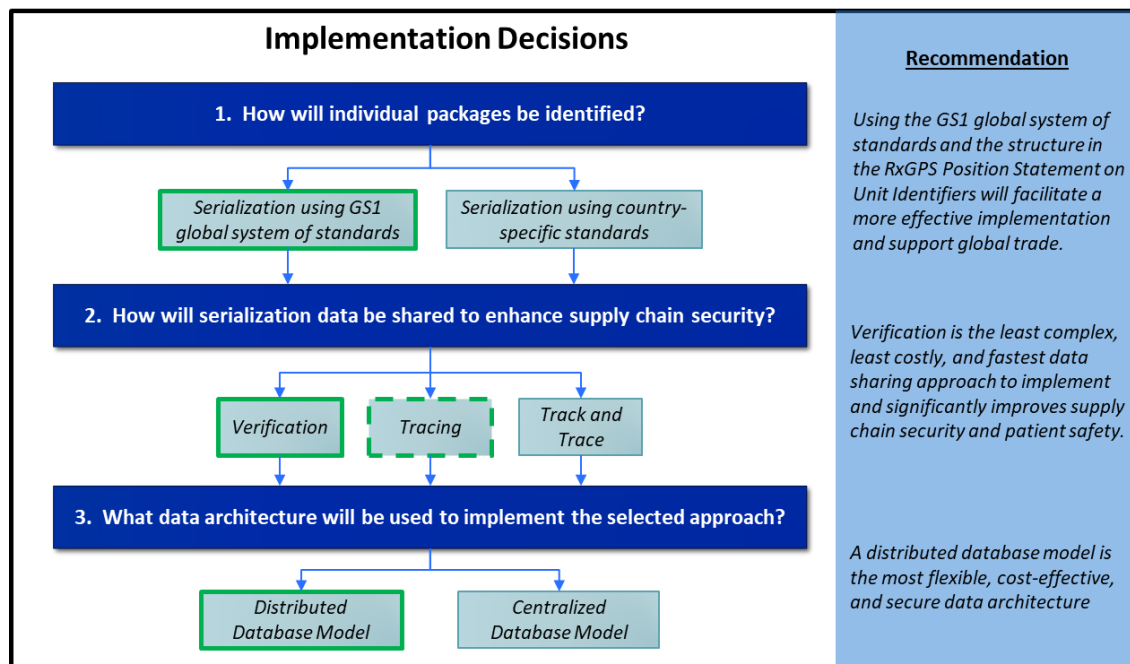 Implementation Decisions
1. How will individual packages be identified?
Serialization using GS1
global system of standards
Serialization using country-
specific standards
2. How will serialization data be shared to enhance supply chain security?
Verification
Tracing
Track and
Trace
3. What data architecture will be used to implement the selected approach?
Distributed
Database Model
Centralized
Database Model
Recommendation
Using the GS1 global system of
standards and the structure in
the RxGPS Position Statement on
Unit Identifiers will facilitate a
more effective implementation
and support global trade.
Verification is the least complex,
least costly, and fastest data
sharing approach to implement
and significantly improves supply
chain security and patient safety.
A distributed database model is
the most flexible, cost-effective,
and secure data architecture